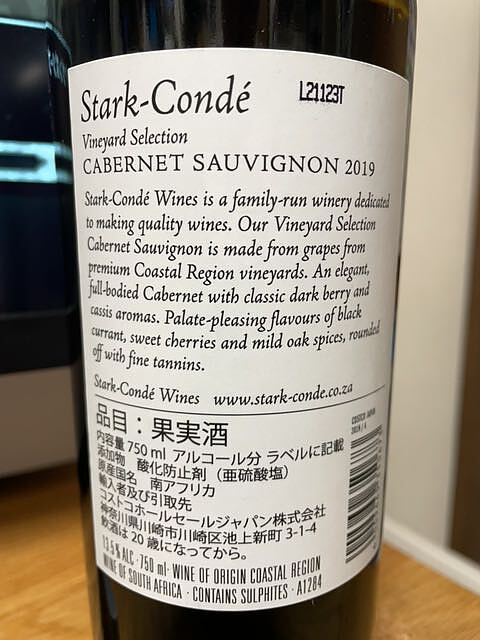 Stark-Condé
L21123T
Vineyard Selection
CABERNET SAUVIGNON 2019
Stark-Condé Wines is a family-run winery dedicated
to making quality wines. Our Vineyard Selection
Cabernet Sauvignon is made from grapes from
premium Coastal Region vineyards. An elegant,
full-bodied Cabernet with classic dark berry and
cassis aromas. Palate-pleasing flavours of black
currant, sweet cherries and mild oak spices, rounded
off with fine tannins.
Stark-Condé Wines www.stark-conde.co.za
品目：果実酒
内容量 750 ml アルコール分 ラベルに記載
添加物 酸化防止剤（亜硫酸塩）
原産国名 南アフリカ
輸入者及び引取先
コストコホールセールジャパン株式会社
神奈川県川崎市川崎区池上新町 3-1-4
飲酒は 20 歳になってから。
13.5% ALC · 750 ml · WINE OF ORIGIN COASTAL REGION
WINE OF SOUTH AFRICA · CONTAINS SULPHITES · A1284
COSTCO JAPAN